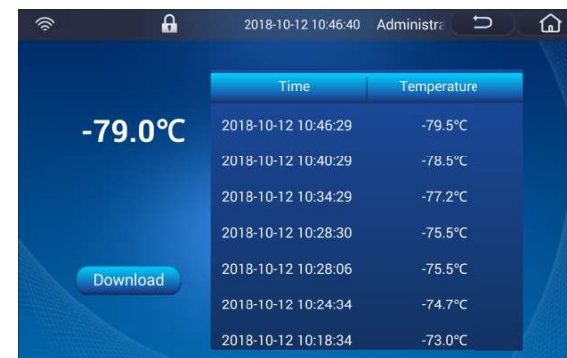 2018-10-12 10:46:40 Administra
Time Temperature
-79.0°C
2018-10-12 10:46:29 -79.5°C
2018-10-12 10:40:29 -78.5°C
2018-10-12 10:34:29 -77.2°C
2018-10-12 10:28:30 -75.5°C
2018-10-12 10:28:06 -75.5°C
Download
2018-10-12 10:24:34 -74.7°C
2018-10-12 10:18:34 -73.0°C